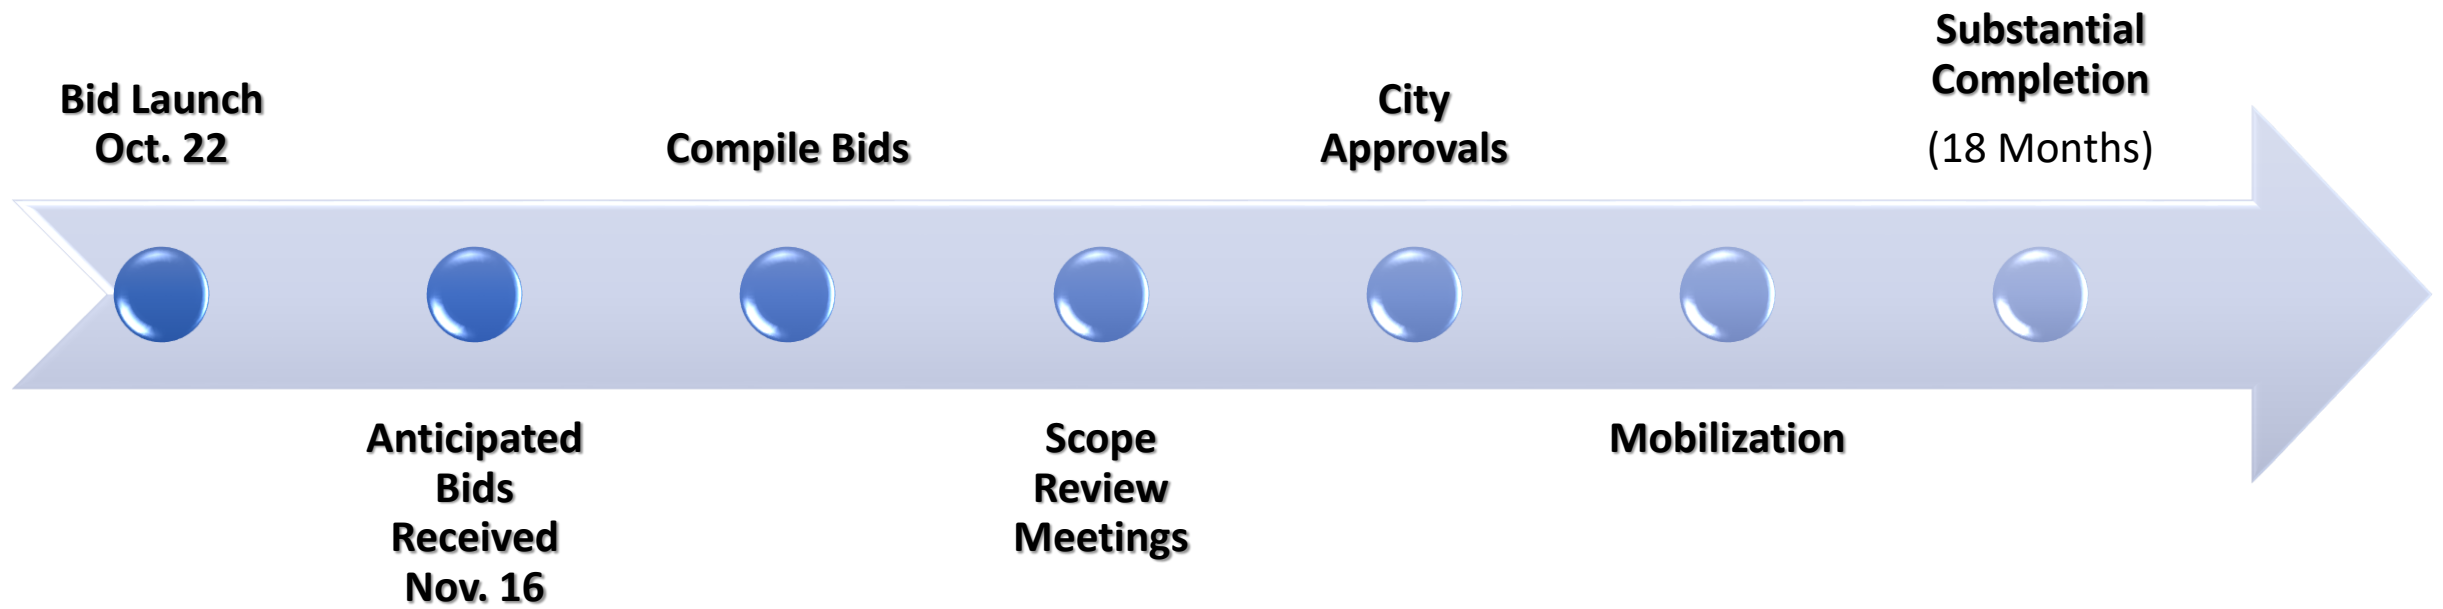 Bid Launch
Oct. 22
Anticipated
Bids
Received
Nov. 16
Compile Bids
Scope
Review
Meetings
City
Approvals
Mobilization
Substantial
Completion
(18 Months)